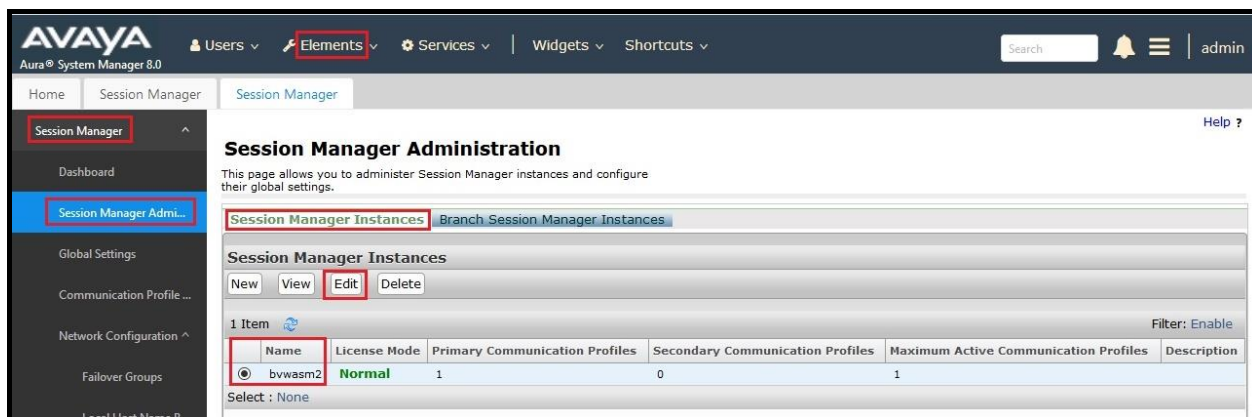 AVAYA
Aura® System Manager 8.0
Users Elements Services | Widgets Shortcuts Search admin
Home Session Manager Session Manager
Session Manager
Dashboard
Session Manager Admi...
Global Settings
Communication Profile ...
Network Configuration
Failover Groups
Help ?
Session Manager Administration
This page allows you to administer Session Manager instances and configure
their global settings.
Session Manager Instances Branch Session Manager Instances
Session Manager Instances
New View Edit Delete
1 Item Filter: Enable
Name License Mode Primary Communication Profiles Secondary Communication Profiles Maximum Active Communication Profiles Description
bvwasm2 Normal 1 0 1
Select : None